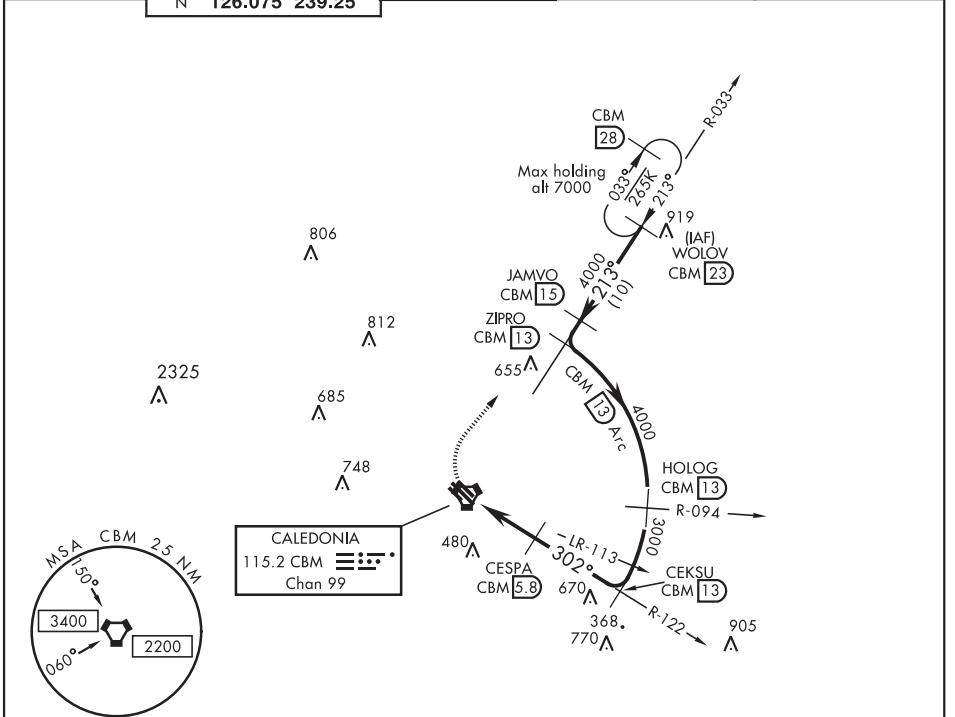 N 126.075 239.25
R-033
CBM
28
Max holding
alt 7000
033°
265K
213°
919
(IAF)
WOLOV
CBM 23
806
4000
213°
(10)
JAMVO
CBM 15
ZIPRO
CBM 13
812
655
2325
685
CBM 13 Arc
4000
HOLOG
CBM 13
R-094
748
3000
CALEDONIA
115.2 CBM
Chan 99
480
LR-113
302°
CESPA
CBM 5.8
670
CEKSU
CBM 13
368
770
R-122
905
MSA CBM 25 NM
150°
3400
2200
060°